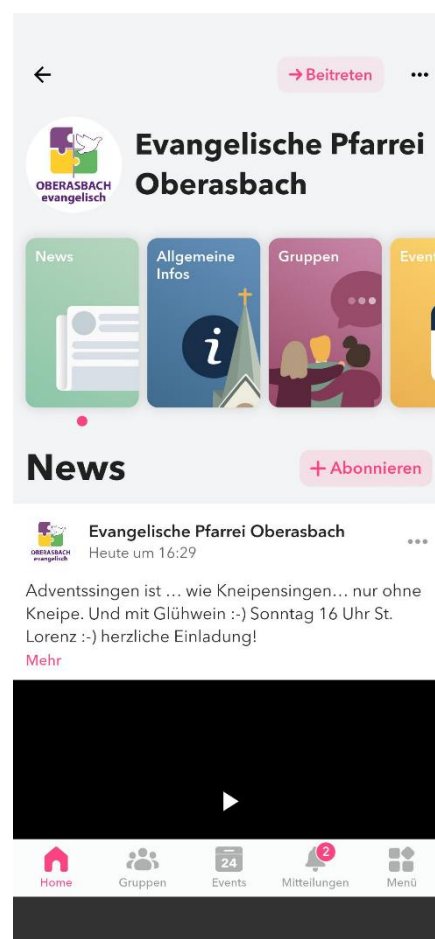 Beitreten
Evangelische Pfarrei
Oberasbach
OBERASBACH
evangelisch
News
Allgemeine
Infos
Gruppen
Even
News
Abonnieren
OBERASBACH
evangelisch
Evangelische Pfarrei Oberasbach
Heute um 16:29
Adventssingen ist … wie Kneipensingen… nur ohne
Kneipe. Und mit Glühwein :-) Sonntag 16 Uhr St.
Lorenz :-) herzliche Einladung!
Mehr
24
2
Home
Gruppen
Events
Mitteilungen
Menü